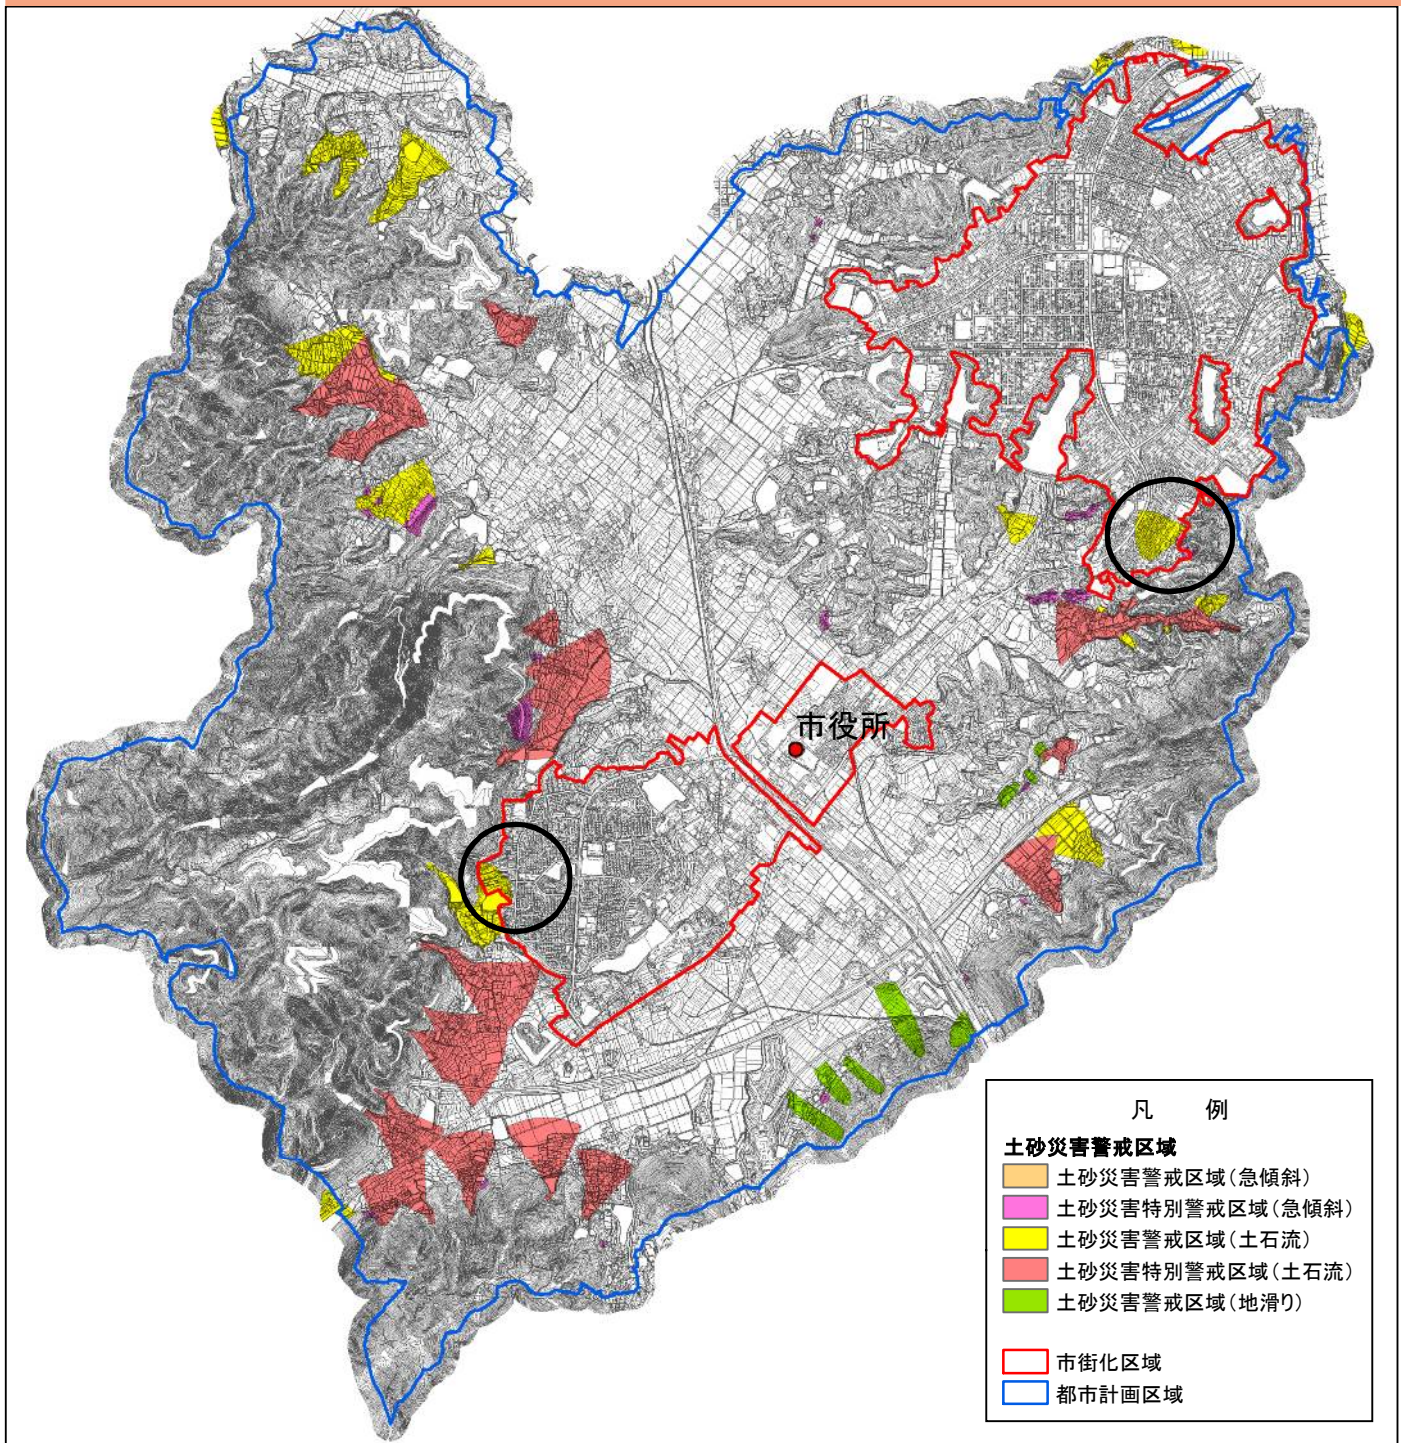 市役所
凡 例
土砂災害警戒区域
土砂災害警戒区域(急傾斜)
土砂災害特別警戒区域(急傾斜)
土砂災害警戒区域(土石流)
土砂災害特別警戒区域(土石流)
土砂災害警戒区域(地滑り)
市街化区域
都市計画区域